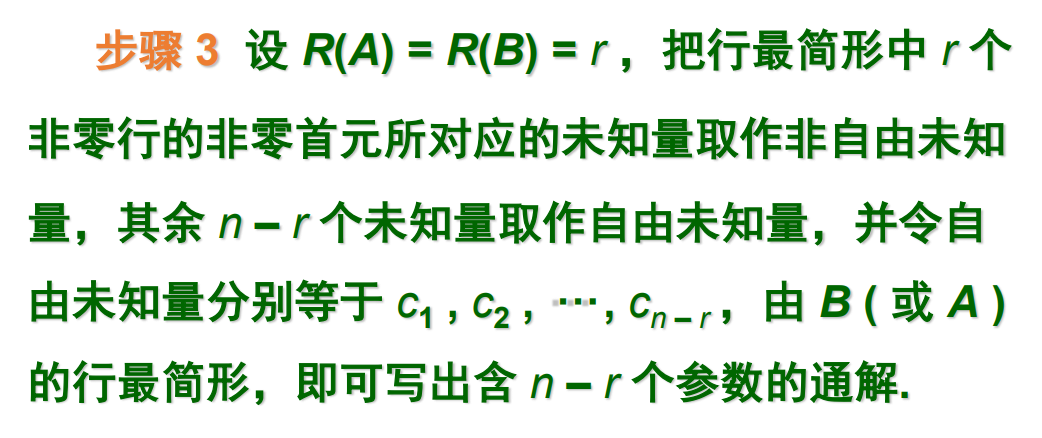 步骤 3 设 R(A) = R(B) = r ，把行最简形中 r 个
非零行的非零首元所对应的未知量取作非自由未知
量，其余 n – r 个未知量取作自由未知量，并令自
由未知量分别等于 c₁ , c₂ , ··· , cₙ₋ᵣ ，由 B ( 或 A )
的行最简形，即可写出含 n – r 个参数的通解.